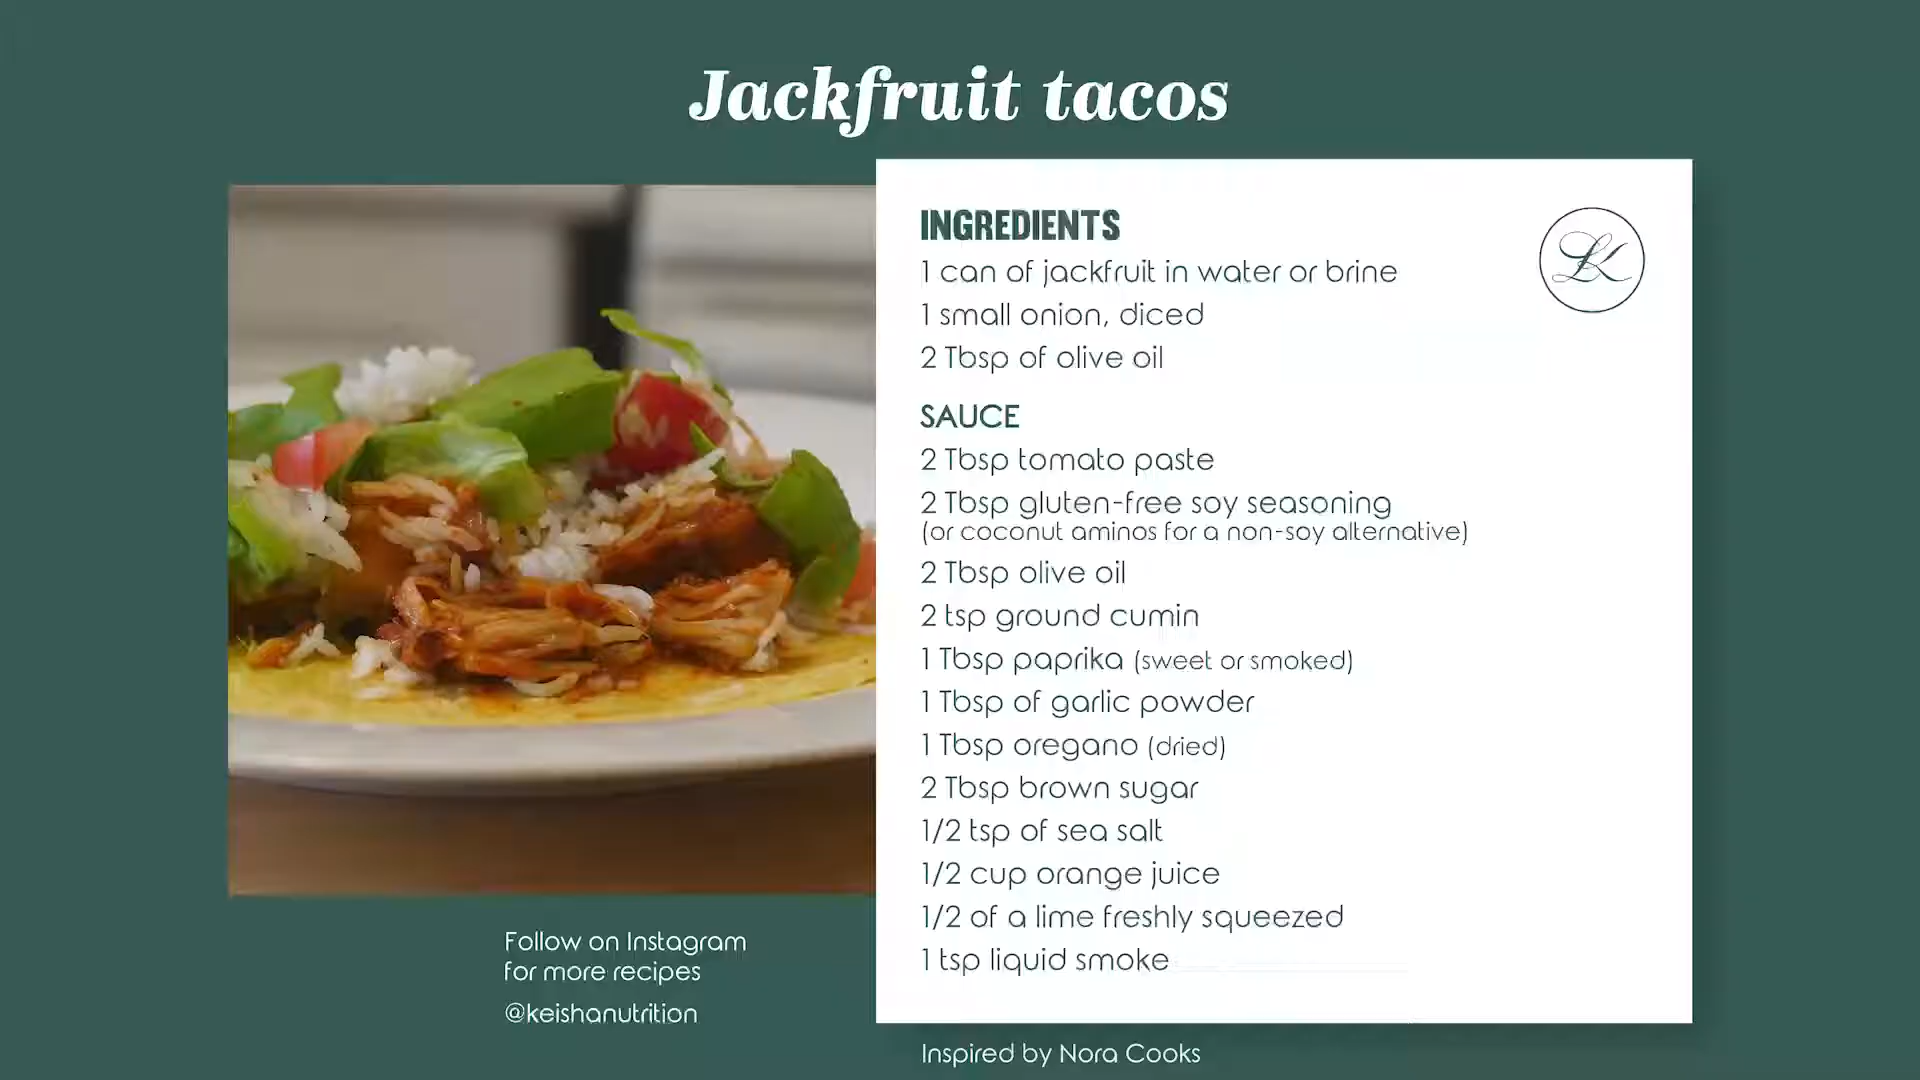 Jackfruit tacos
INGREDIENTS
1 can of jackfruit in water or brine
1 small onion, diced
2 Tbsp of olive oil
SAUCE
2 Tbsp tomato paste
2 Tbsp gluten-free soy seasoning
(or coconut aminos for a non-soy alternative)
2 Tbsp olive oil
2 tsp ground cumin
1 Tbsp paprika (sweet or smoked)
1 Tbsp of garlic powder
1 Tbsp oregano (dried)
2 Tbsp brown sugar
1/2 tsp of sea salt
1/2 cup orange juice
1/2 of a lime freshly squeezed
1 tsp liquid smoke
LK
Follow on Instagram
for more recipes
@keishanutrition
Inspired by Nora Cooks